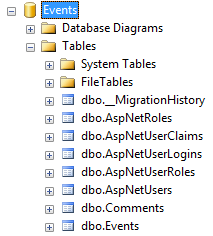 Events
Database Diagrams
Tables
System Tables
FileTables
dbo.__MigrationHistory
dbo.AspNetRoles
dbo.AspNetUserClaims
dbo.AspNetUserLogins
dbo.AspNetUserRoles
dbo.AspNetUsers
dbo.Comments
dbo.Events